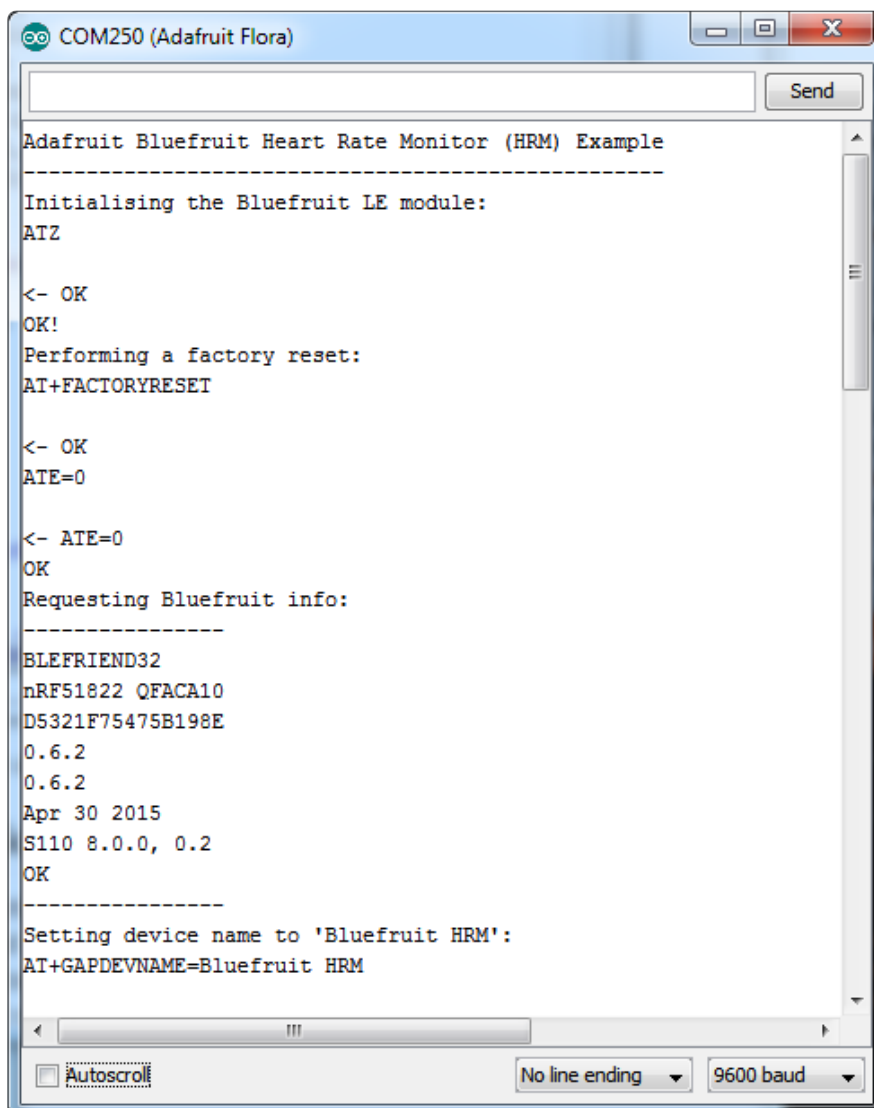 COM250 (Adafruit Flora)
Send
Adafruit Bluefruit Heart Rate Monitor (HRM) Example
---------------------------------------------------
Initialising the Bluefruit LE module:
ATZ
<- OK
OK!
Performing a factory reset:
AT+FACTORYRESET
<- OK
ATE=0
<- ATE=0
OK
Requesting Bluefruit info:
----------------
BLEFRIEND32
nRF51822 QFACA10
D5321F75475B198E
0.6.2
0.6.2
Apr 30 2015
S110 8.0.0, 0.2
OK
----------------
Setting device name to 'Bluefruit HRM':
AT+GAPDEVNAME=Bluefruit HRM
Autoscroll No line ending 9600 baud